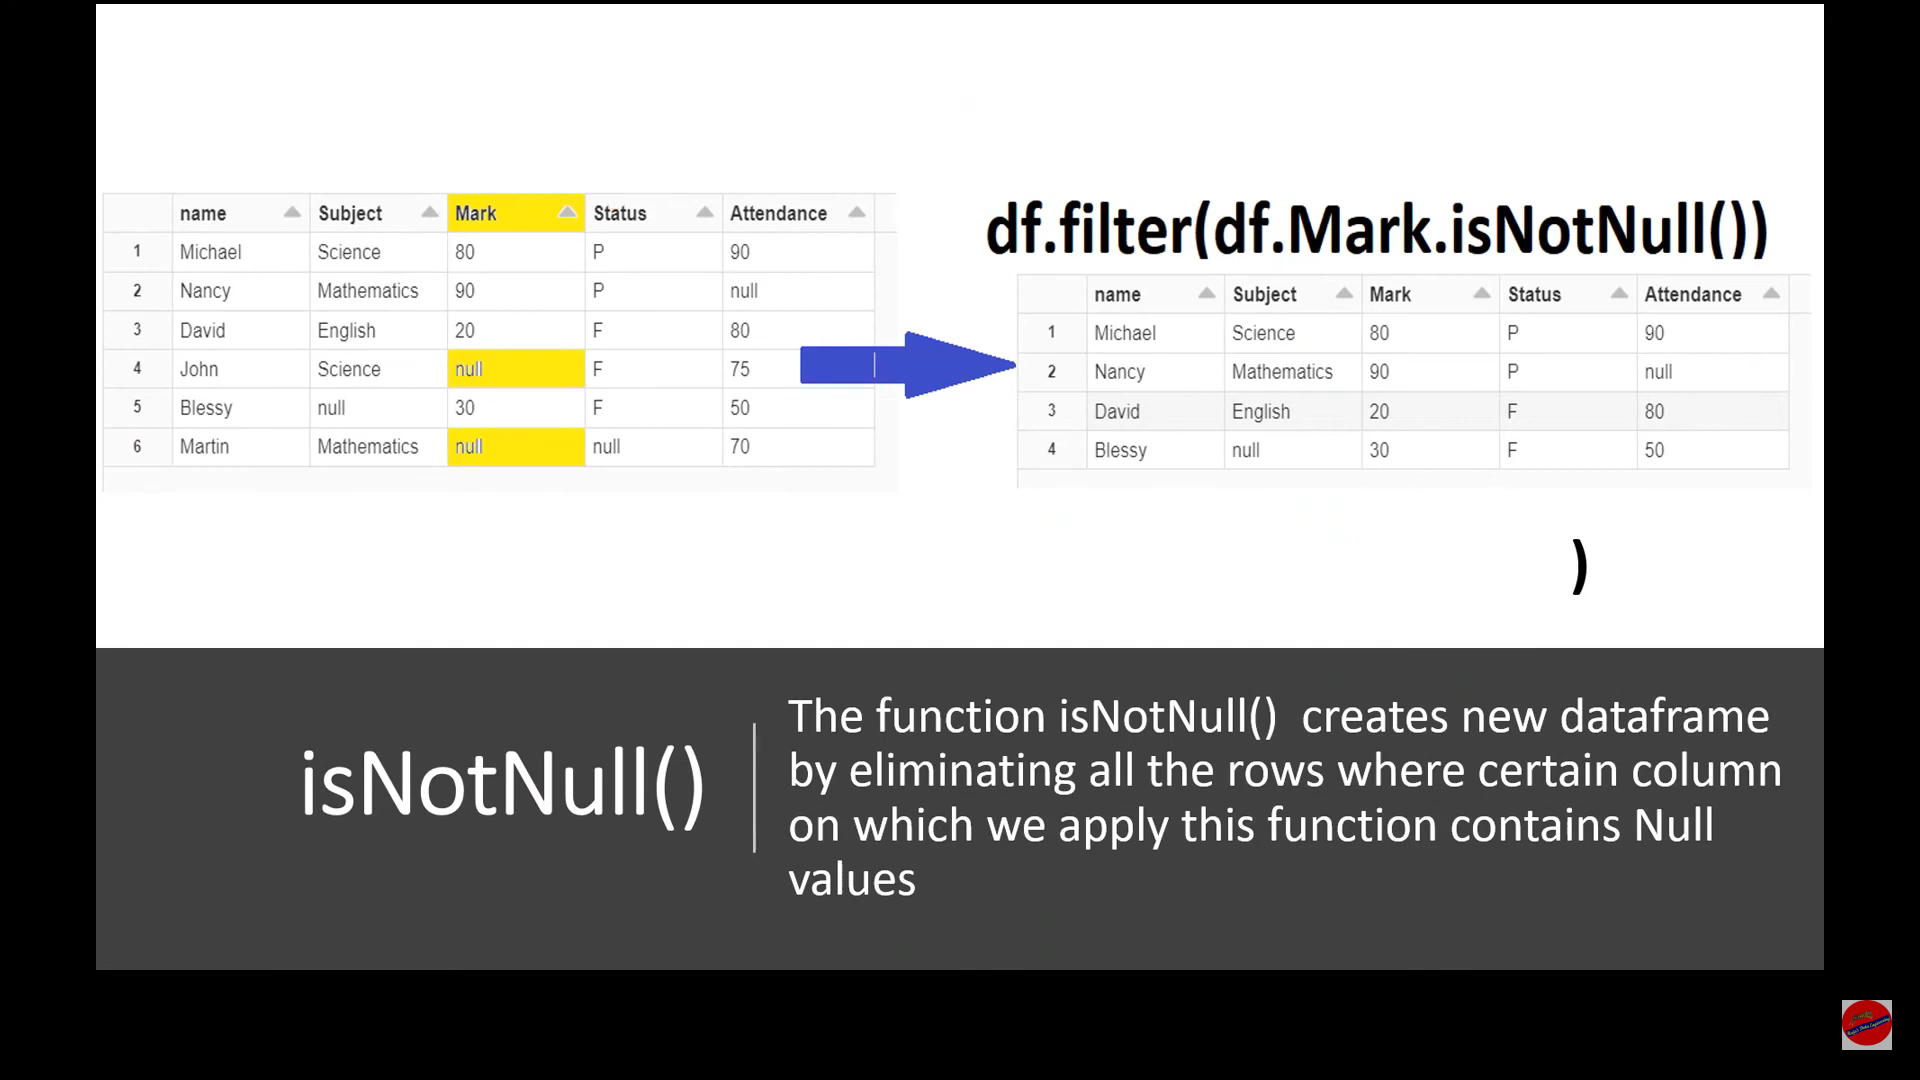 name Subject Mark Status Attendance
1 Michael Science 80 P 90
2 Nancy Mathematics 90 P null
3 David English 20 F 80
4 John Science null F 75
5 Blessy null 30 F 50
6 Martin Mathematics null null 70
df.filter(df.Mark.isNotNull())
name Subject Mark Status Attendance
1 Michael Science 80 P 90
2 Nancy Mathematics 90 P null
3 David English 20 F 80
4 Blessy null 30 F 50
)
isNotNull()
The function isNotNull() creates new dataframe
by eliminating all the rows where certain column
on which we apply this function contains Null
values